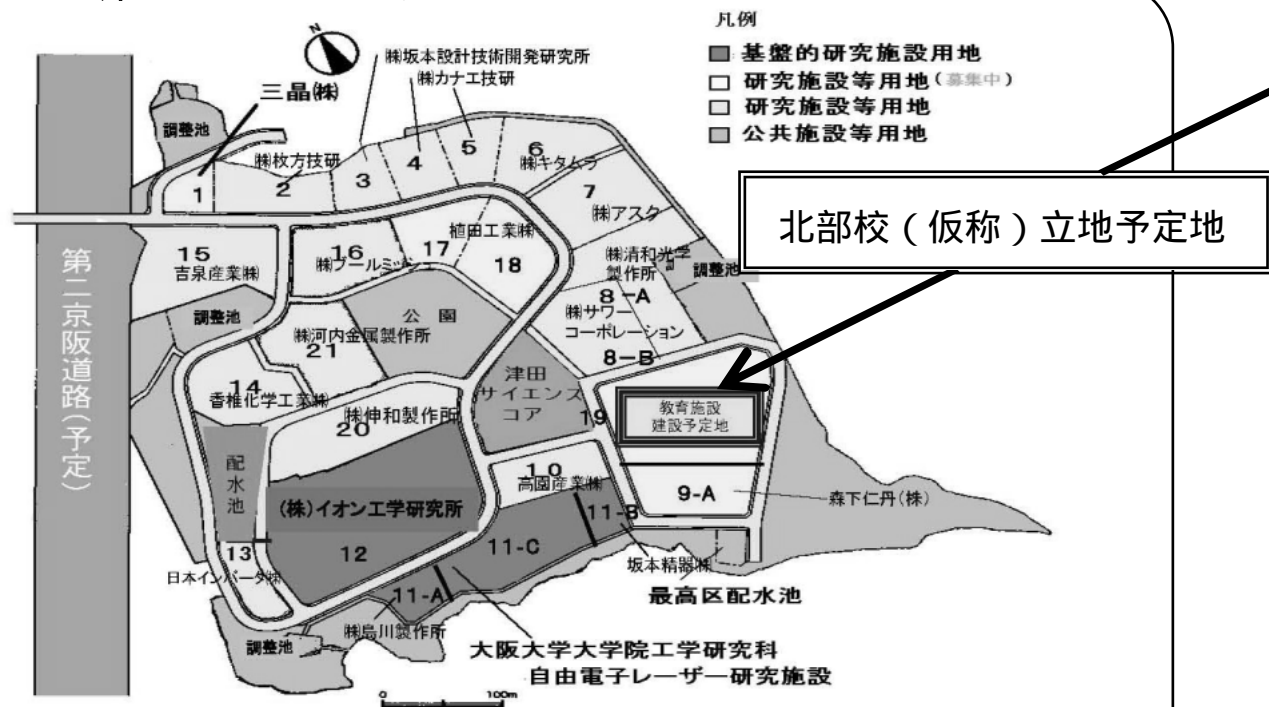 凡例
基盤的研究施設用地
研究施設等用地(募集中)
研究施設等用地
公共施設等用地
N
㈱坂本設計技術開発研究所
㈱カナエ技研
三晶㈱
調整池
㈱枚方技研
1
2
3
4
5
6
㈱キタムラ
7
㈱アスク
北部校(仮称)立地予定地
第二京阪道路(予定)
15
吉泉産業㈱
16
㈱プールミッシュ
17
植田工業㈱
18
㈱清和光学
製作所
8-A
調整池
㈱サワー
コーポレーション
8-B
調整池
㈱河内金属製作所
21
公園
14
香椎化学工業㈱
㈱伸和製作所
20
津田
サイエンス
コア
19
教育施設
建設予定地
配水池
(株)イオン工学研究所
12
10
高園産業㈱
9-A
森下仁丹(株)
11-B
11-C
坂本精器㈱
最高区配水池
13
日本インバータ㈱
11-A
㈱島川製作所
調整池
大阪大学大学院工学研究科
自由電子レーザー研究施設
0
100m